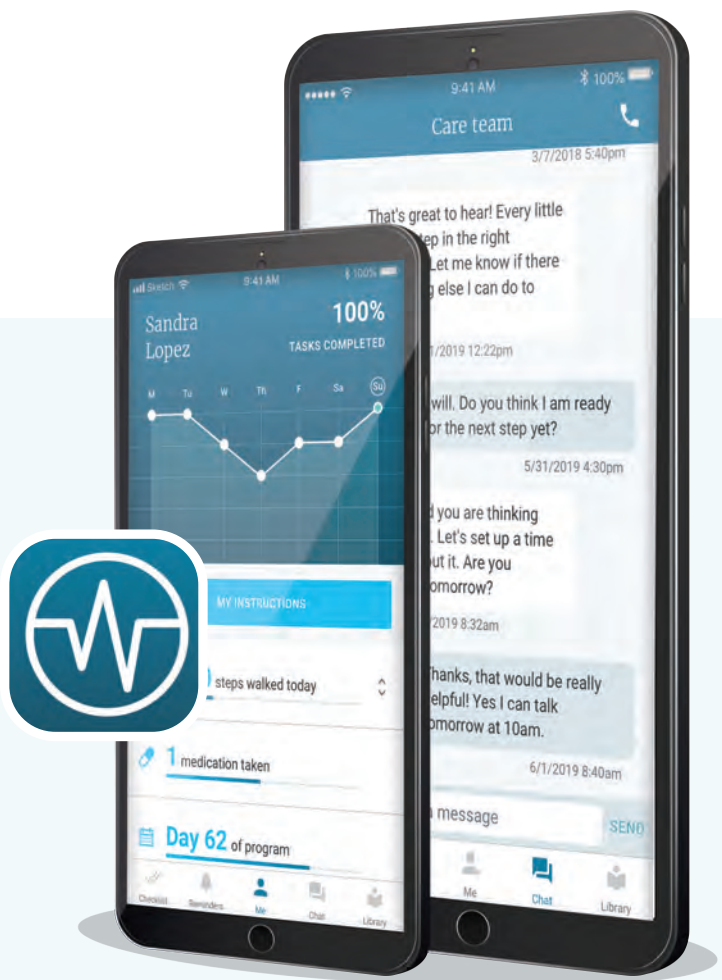 9:41 AM
100%
Care team
3/7/2018 5:40pm
That's great to hear! Every little
step in the right
Let me know if there
else I can do to
/2019 12:22pm
will. Do you think I am ready
or the next step yet?
5/31/2019 4:30pm
you are thinking
Let's set up a time
out it. Are you
omorrow?
/2019 8:32am
Thanks, that would be really
helpful! Yes I can talk
omorrow at 10am.
6/1/2019 8:40am
message
SEND
Me
Chat
Library
Sketch
9:41 AM
100%
Sandra
Lopez
100%
TASKS COMPLETED
M Tu W Th F Sa Su
MY INSTRUCTIONS
steps walked today
1 medication taken
Day 62 of program
Checklist Reminders Me Chat Library